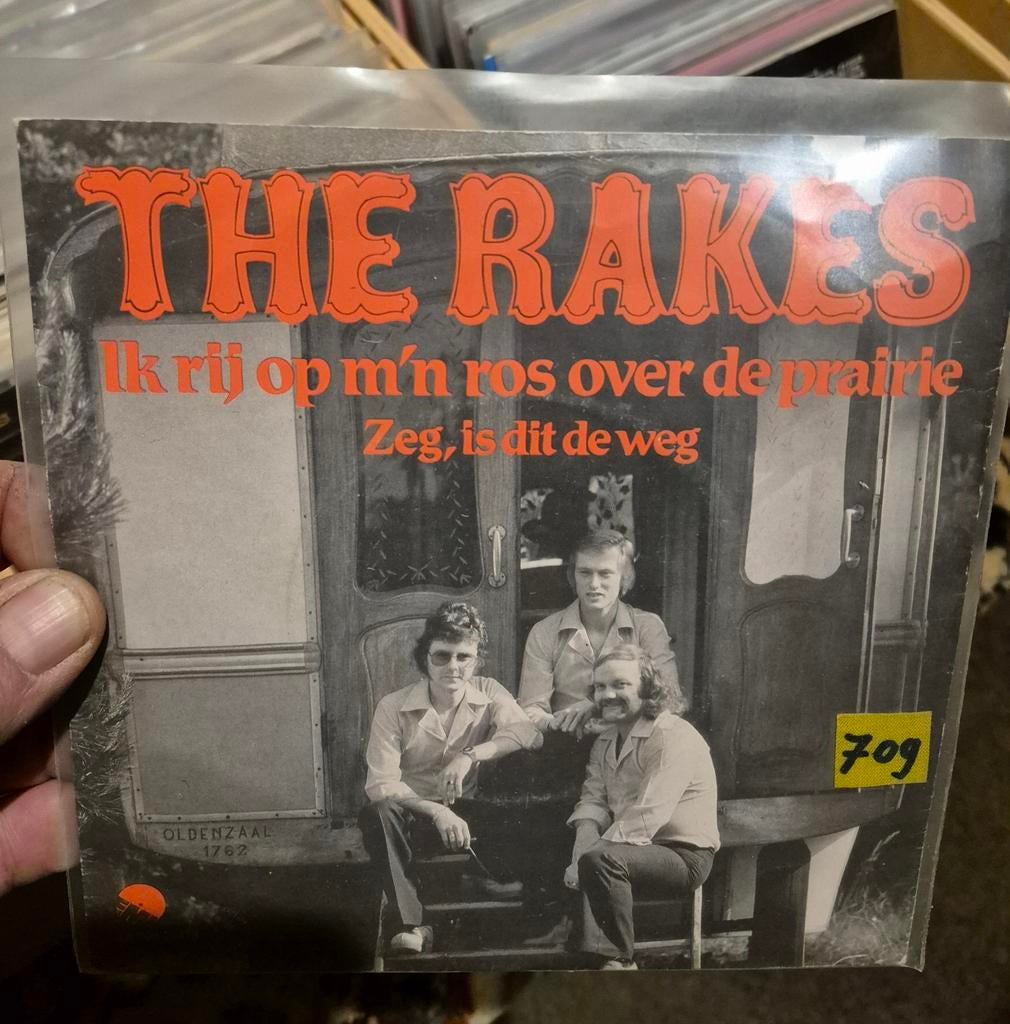 THE RAKES
Ik rij op m'n ros over de prairie
Zeg, is dit de weg
709
OLDENZAAL
1762